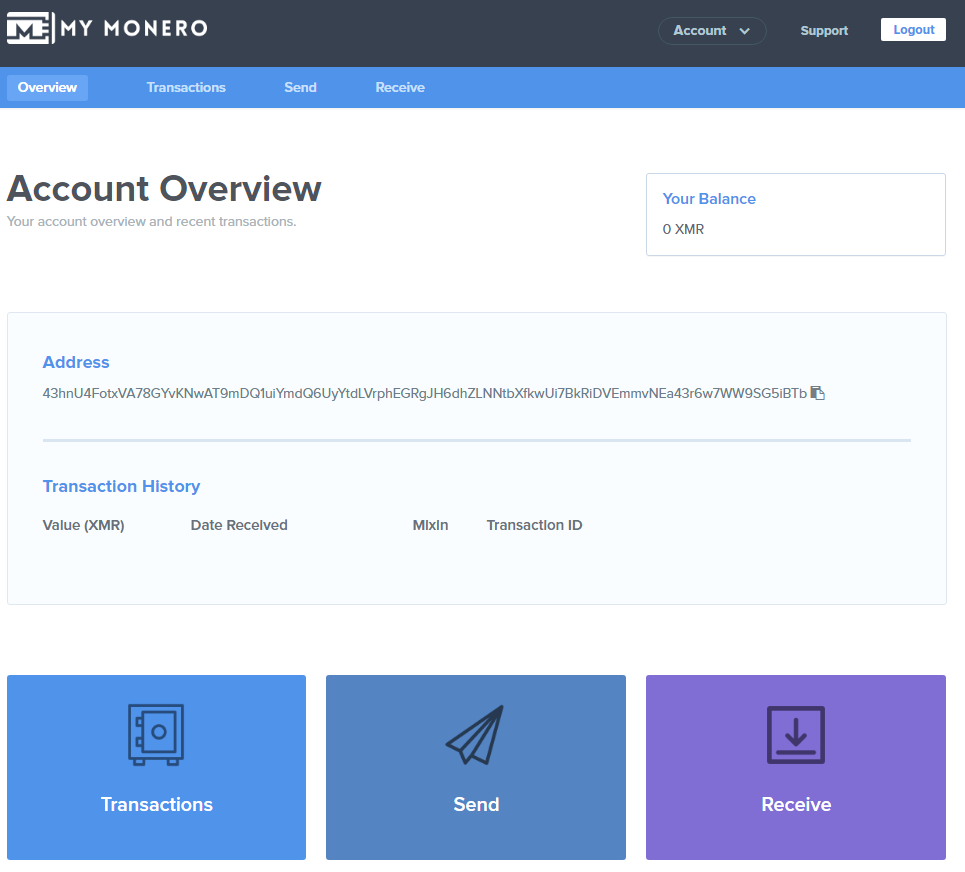 MY MONERO
Account
Support
Logout
Overview
Transactions
Send
Receive
Account Overview
Your account overview and recent transactions.
Your Balance
0 XMR
Address
43hnU4FotxVA78GYvKNwAT9mDQ1uiYmdQ6UyYtdLVrphEGRgJH6dhZLNNtbXfkwUi7BkRiDVEmmvNEa43r6w7WW9SG5iBTb
Transaction History
Value (XMR)
Date Received
Mixin
Transaction ID
Transactions
Send
Receive